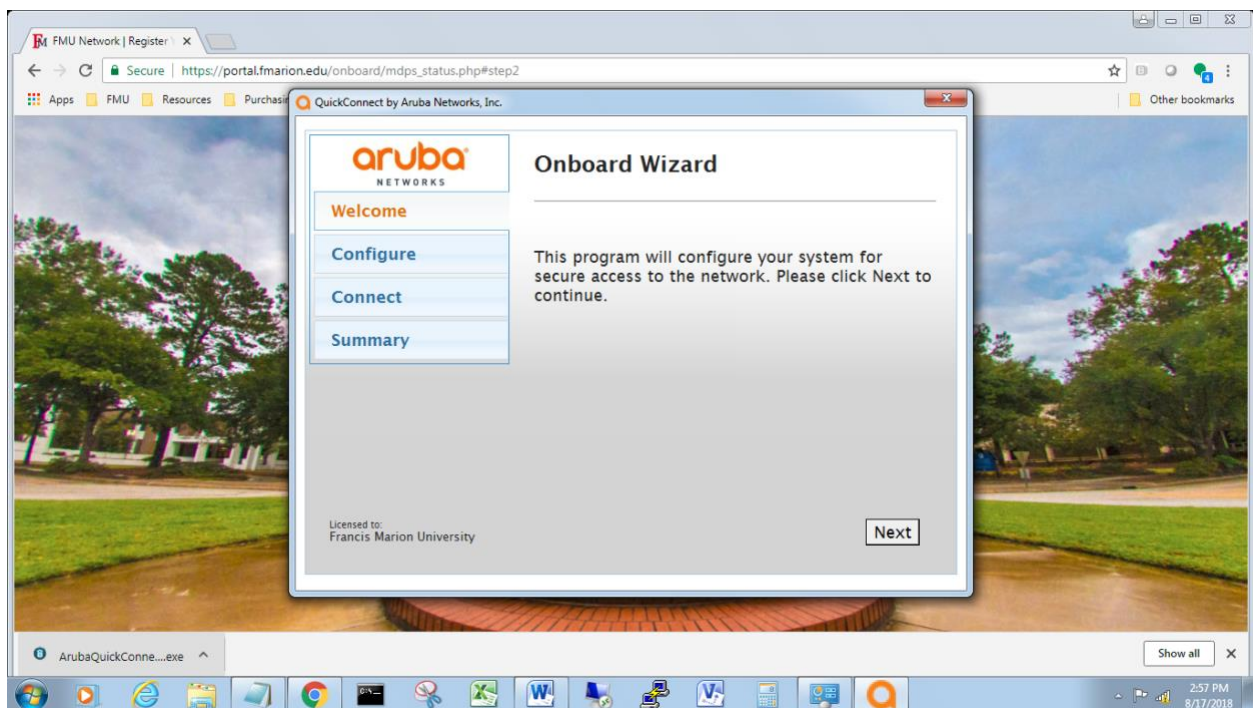 FMU Network | Register
Secure | https://portal.fmarion.edu/onboard/mdps_status.php#step2
Apps FMU Resources Other bookmarks
QuickConnect by Aruba Networks, Inc.
aruba
NETWORKS
Welcome
Configure
Connect
Summary
Onboard Wizard
This program will configure your system for
secure access to the network. Please click Next to
continue.
Licensed to:
Francis Marion University
Next
ArubaQuickConne....exe
Show all
2:57 PM
8/17/2018